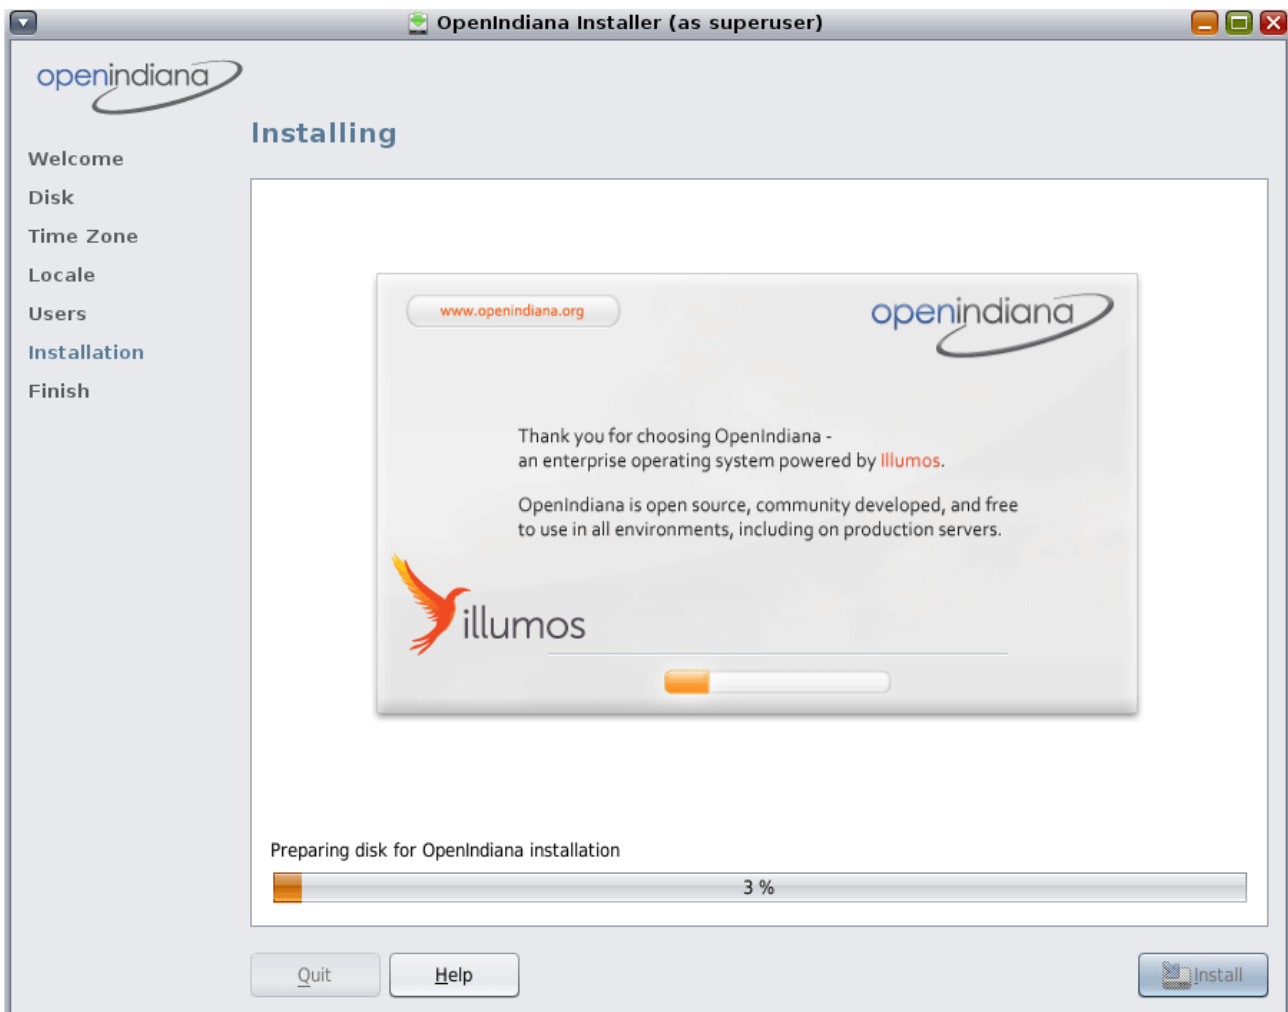 OpenIndiana Installer (as superuser)
openindiana
Installing
Welcome
Disk
Time Zone
Locale
Users
Installation
Finish
www.openindiana.org
openindiana
Thank you for choosing OpenIndiana -
an enterprise operating system powered by Illumos.
OpenIndiana is open source, community developed, and free
to use in all environments, including on production servers.
illumos
Preparing disk for OpenIndiana installation
3 %
Quit
Help
Install